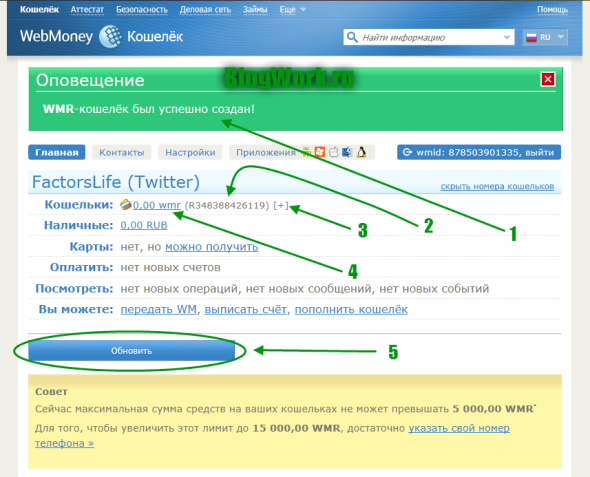 Кошелёк Аттестат Безопасность Деловая сеть Займы Еще Помощь
WebMoney Кошелёк Найти информацию RU
Оповещение
BlogWork.ru
WMR-кошелёк был успешно создан!
Главная Контакты Настройки Приложения wmid: 878503901335, выйти
FactorsLife (Twitter) скрыть номера кошельков
Кошельки: 0,00 wmr (R348388426119) [+]
3 2 1
Наличные: 0,00 RUB
Карты: нет, но можно получить
4
Оплатить: нет новых счетов
Посмотреть: нет новых операций, нет новых сообщений, нет новых событий
Вы можете: передать WM, выписать счёт, пополнить кошелёк
Обновить 5
Совет
Сейчас максимальная сумма средств на ваших кошельках не может превышать 5 000,00 WMR*
Для того, чтобы увеличить этот лимит до 15 000,00 WMR, достаточно указать свой номер
телефона »